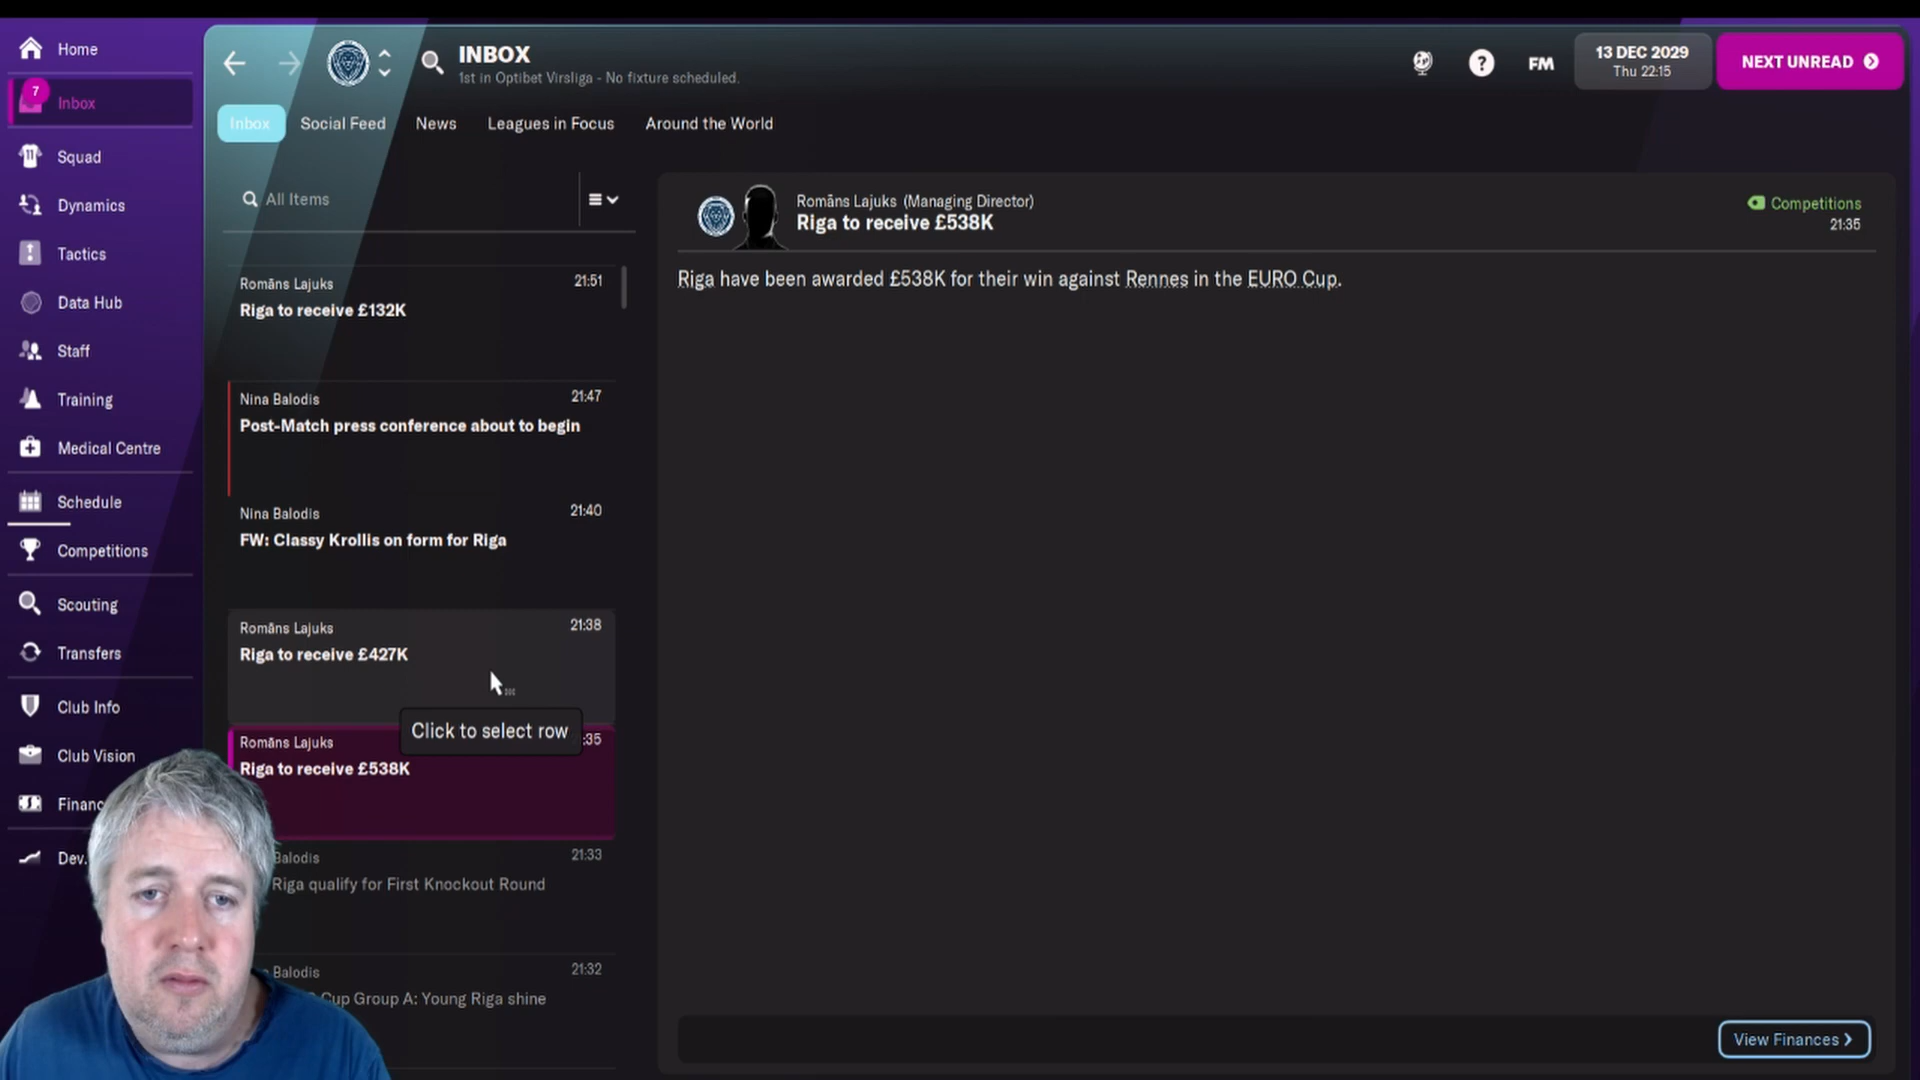 Home
7
Inbox
Squad
Dynamics
Tactics
Data Hub
Staff
Training
Medical Centre
Schedule
Competitions
Scouting
Transfers
Club Info
Club Vision
Financ
Dev.
INBOX
1st in Optibet Virsliga - No fixture scheduled.
?
FM
13 DEC 2029
Thu 22:15
NEXT UNREAD
Inbox
Social Feed
News
Leagues in Focus
Around the World
All Items
Romāns Lajuks
21:51
Riga to receive £132K
Nina Balodis
21:47
Post-Match press conference about to begin
Nina Balodis
21:40
FW: Classy Krollis on form for Riga
Romāns Lajuks
21:38
Riga to receive £427K
Click to select row
Romāns Lajuks
:35
Riga to receive £538K
Balodis
21:33
Riga qualify for First Knockout Round
Balodis
21:32
Cup Group A: Young Riga shine
Romāns Lajuks (Managing Director)
Riga to receive £538K
Competitions
21:35
Riga have been awarded £538K for their win against Rennes in the EURO Cup.
View Finances